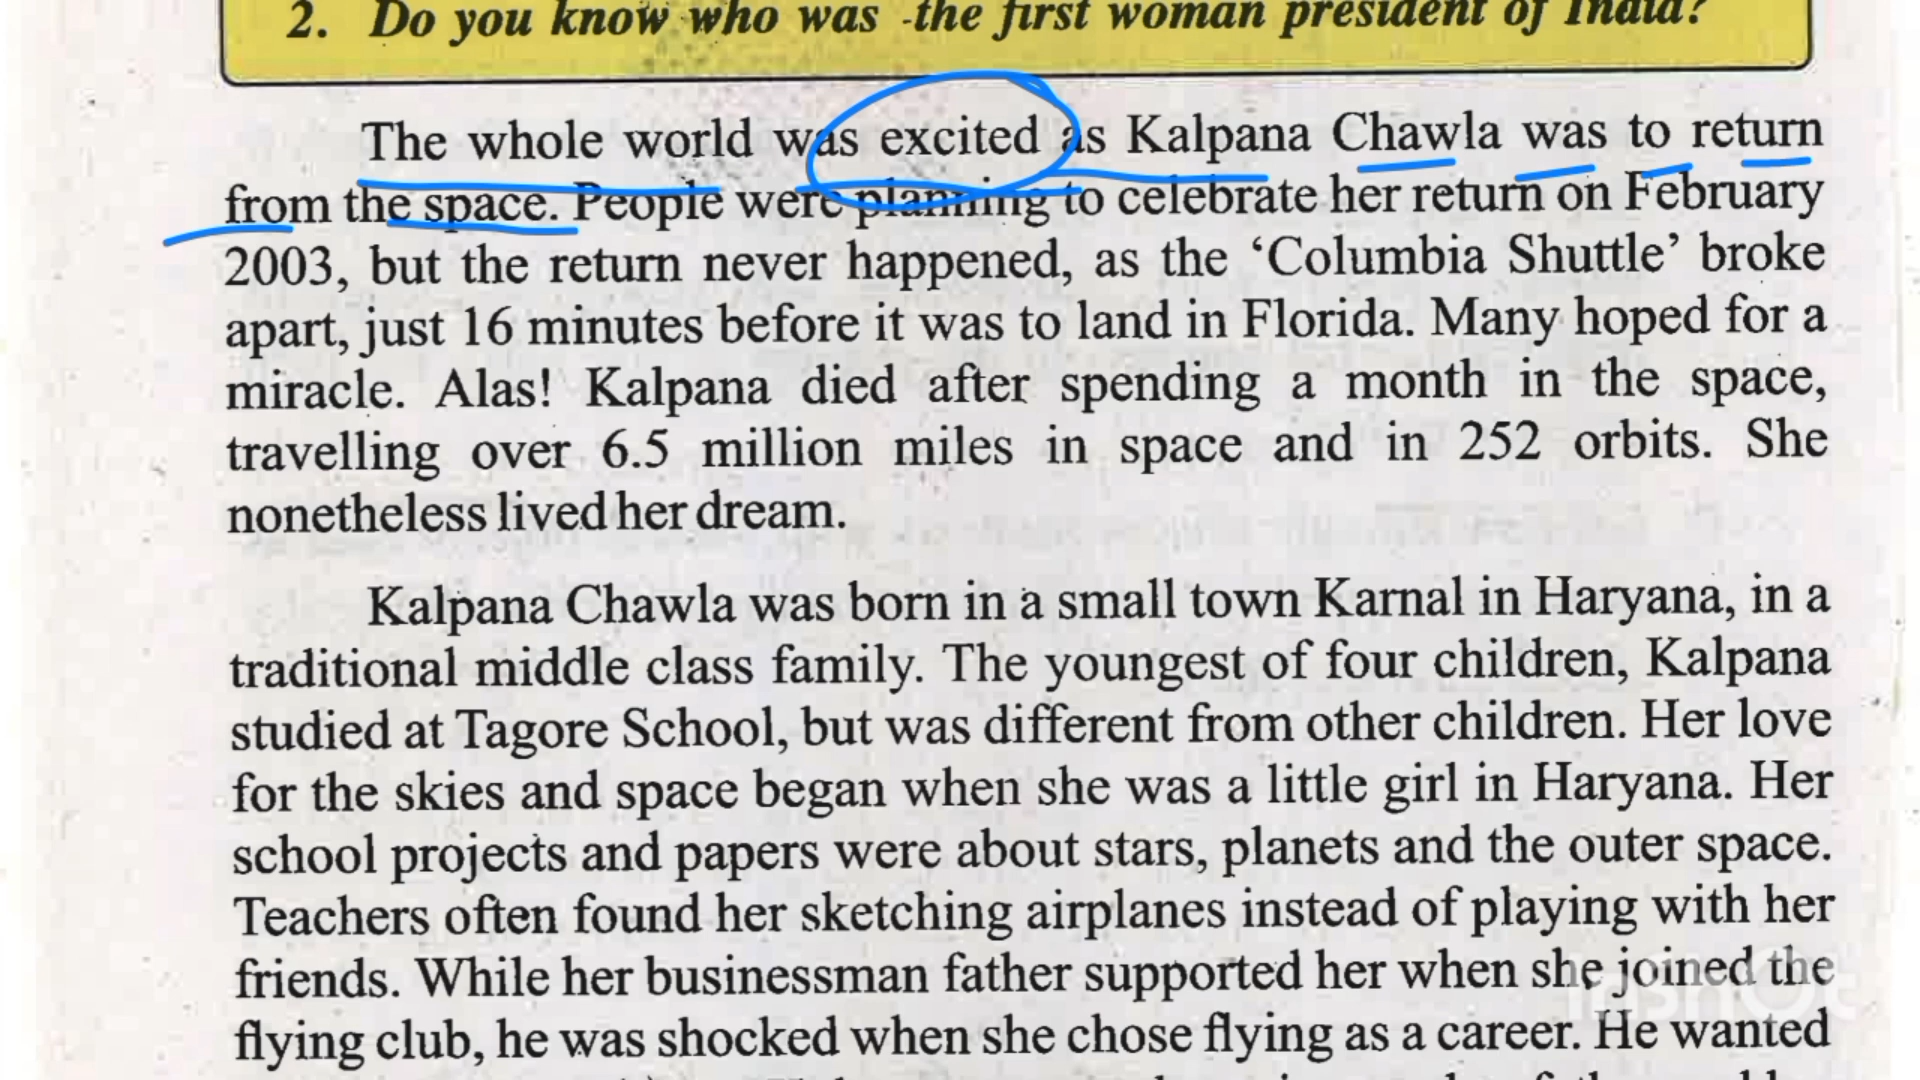 2. Do you know who was -the first woman president of India?
The whole world was excited as Kalpana Chawla was to return
from the space. People were planning to celebrate her return on February
2003, but the return never happened, as the ‘Columbia Shuttle’ broke
apart, just 16 minutes before it was to land in Florida. Many hoped for a
miracle. Alas! Kalpana died after spending a month in the space,
travelling over 6.5 million miles in space and in 252 orbits. She
nonetheless lived her dream.
Kalpana Chawla was born in a small town Karnal in Haryana, in a
traditional middle class family. The youngest of four children, Kalpana
studied at Tagore School, but was different from other children. Her love
for the skies and space began when she was a little girl in Haryana. Her
school projects and papers were about stars, planets and the outer space.
Teachers often found her sketching airplanes instead of playing with her
friends. While her businessman father supported her when she joined the
flying club, he was shocked when she chose flying as a career. He wanted
InShOt